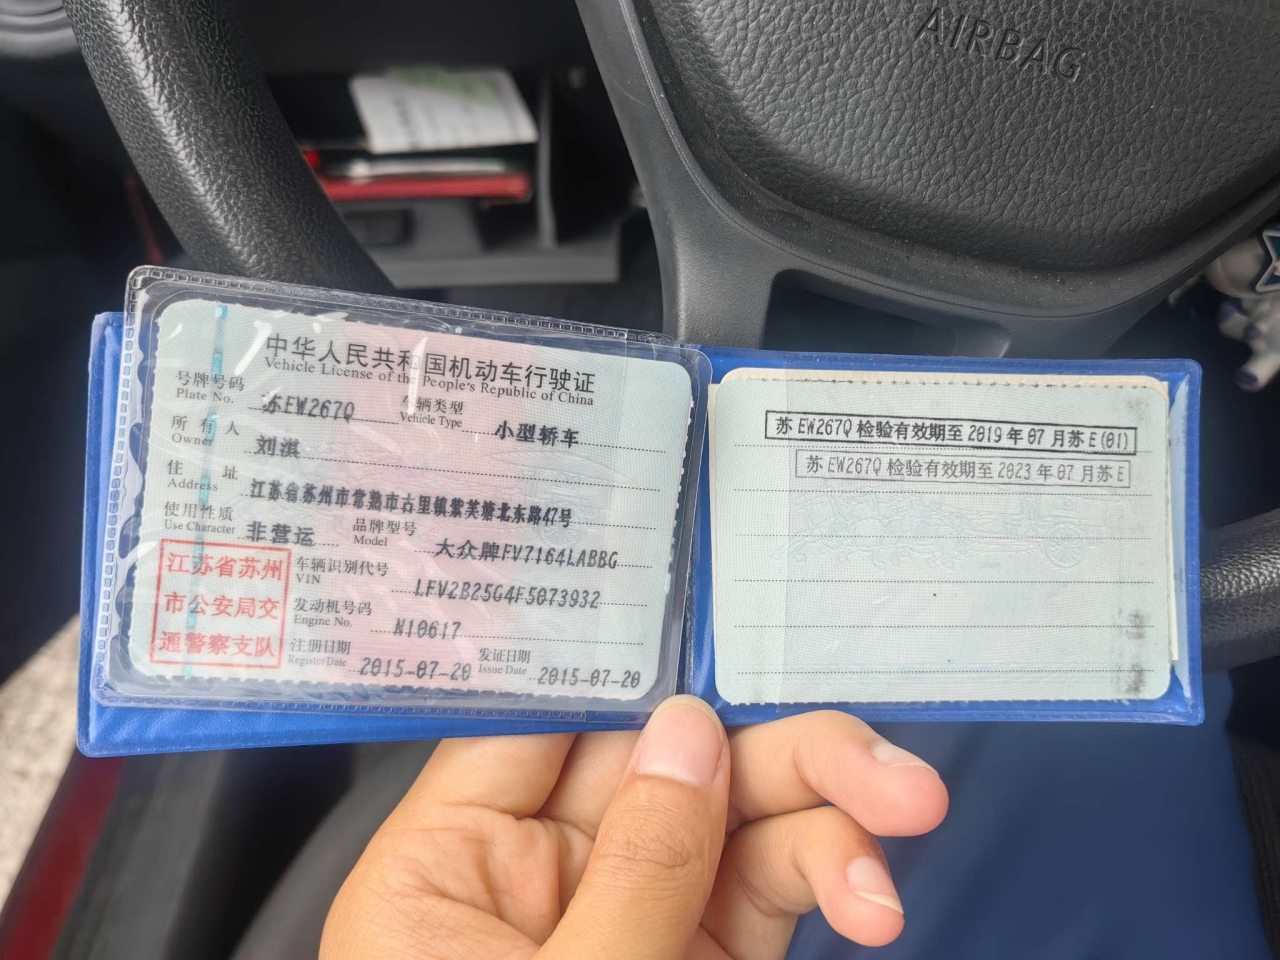 AIRBAG
中华人民共和国机动车行驶证
Vehicle License of the People's Republic of China
号牌号码 苏EW267Q 车辆类型 小型轿车
Plate No. Vehicle Type
所有人 刘淇
Owner
住址 江苏省苏州市常熟市古里镇紫芙塘北东路47号
Address
使用性质 非营运 品牌型号 大众牌FV7164LABBG
Use Character Model
江苏省苏州
市公安局交
通警察支队
车辆识别代号 LFV2B25G4F5073932
VIN
发动机号码 N10617
Engine No.
注册日期 2015-07-20 发证日期 2015-07-20
Register Date Issue Date
苏EW267Q检验有效期至2019年07月苏E(01)
苏EW267Q检验有效期至2023年07月苏E